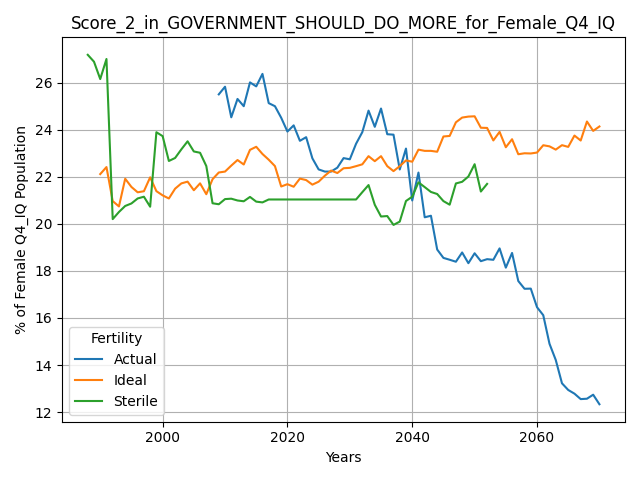 Score_2_in_GOVERNMENT_SHOULD_DO_MORE_for_Female_Q4_IQ
% of Female Q4_IQ Population
26
24
22
20
18
16
14
12
Fertility
Actual
Ideal
Sterile
2000 2020 2040 2060
Years